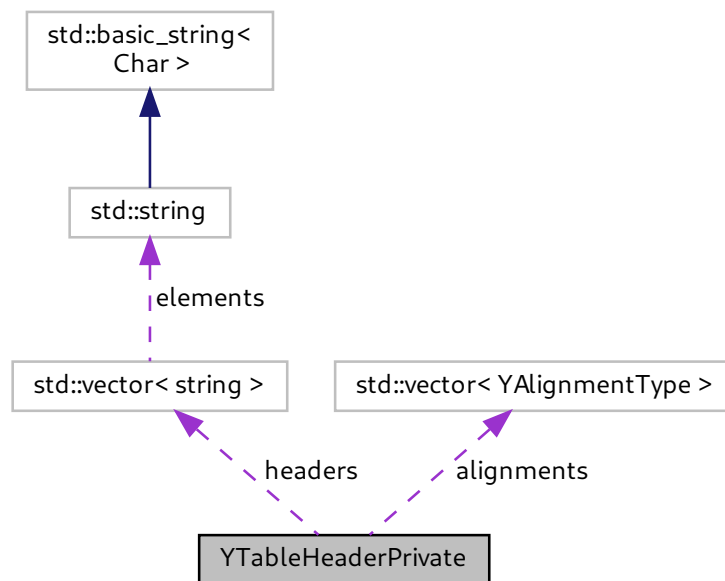 std::basic_string<
Char >
std::string
elements
std::vector< string >
std::vector< YAlignmentType >
headers
alignments
YTableHeaderPrivate